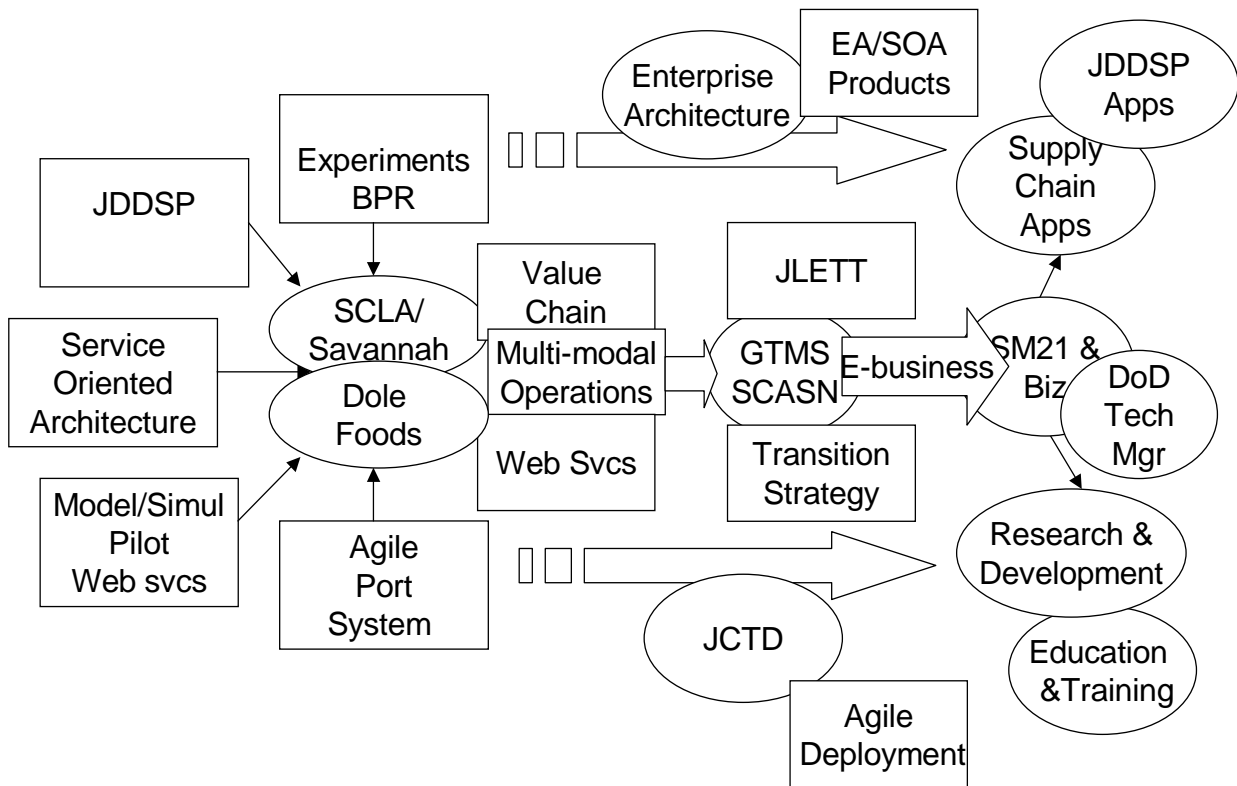 EA/SOA
Products
Enterprise
Architecture
JDDSP
Apps
Supply
Chain
Apps
Experiments
BPR
JDDSP
Value
Chain
JLETT
SCLA/
Savannah
Service
Oriented
Architecture
Multi-modal
Operations
GTMS
SCASN
E-business
SM21 &
Biz
DoD
Tech
Mgr
Dole
Foods
Web Svcs
Transition
Strategy
Model/Simul
Pilot
Web svcs
Agile
Port
System
Research &
Development
JCTD
Education
&Training
Agile
Deployment